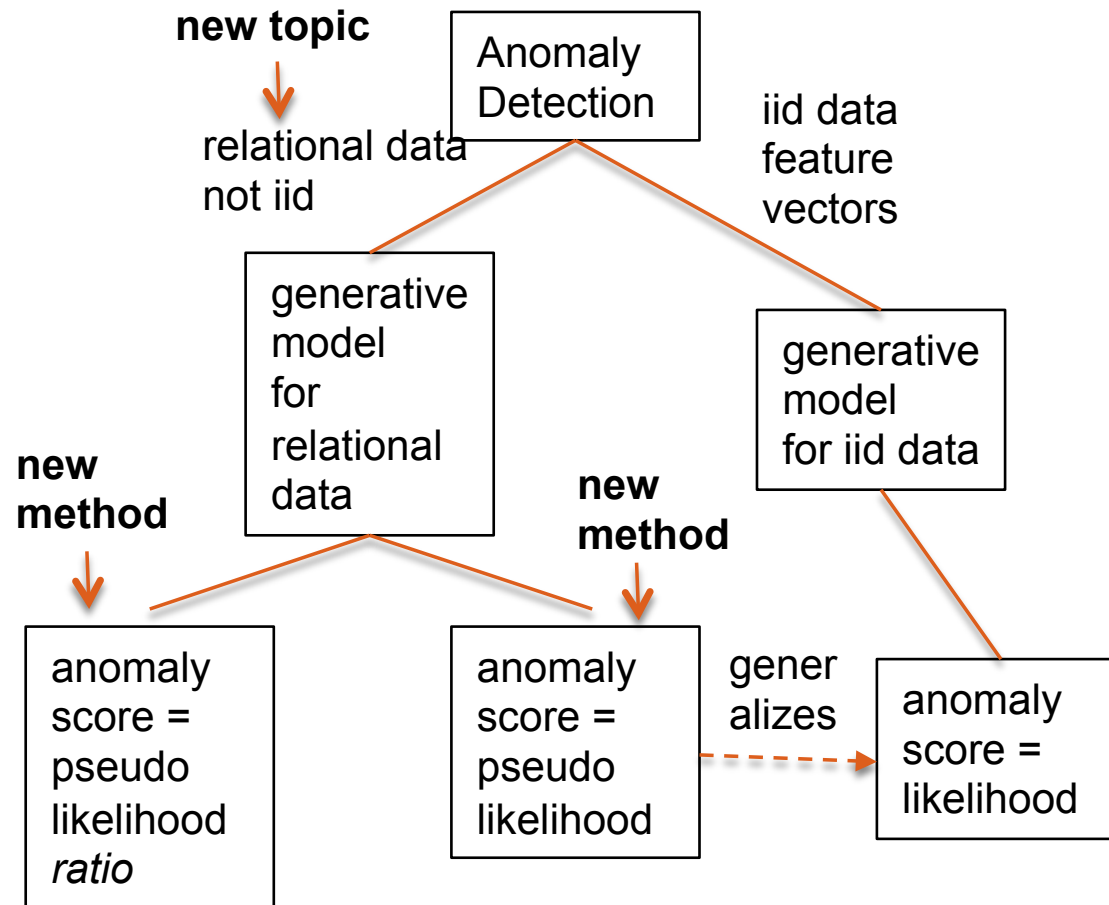 new topic
Anomaly
Detection
relational data
not iid
iid data
feature
vectors
generative
model
for
relational
data
generative
model
for iid data
new
method
new
method
anomaly
score =
pseudo
likelihood
ratio
anomaly
score =
pseudo
likelihood
gener
alizes
anomaly
score =
likelihood